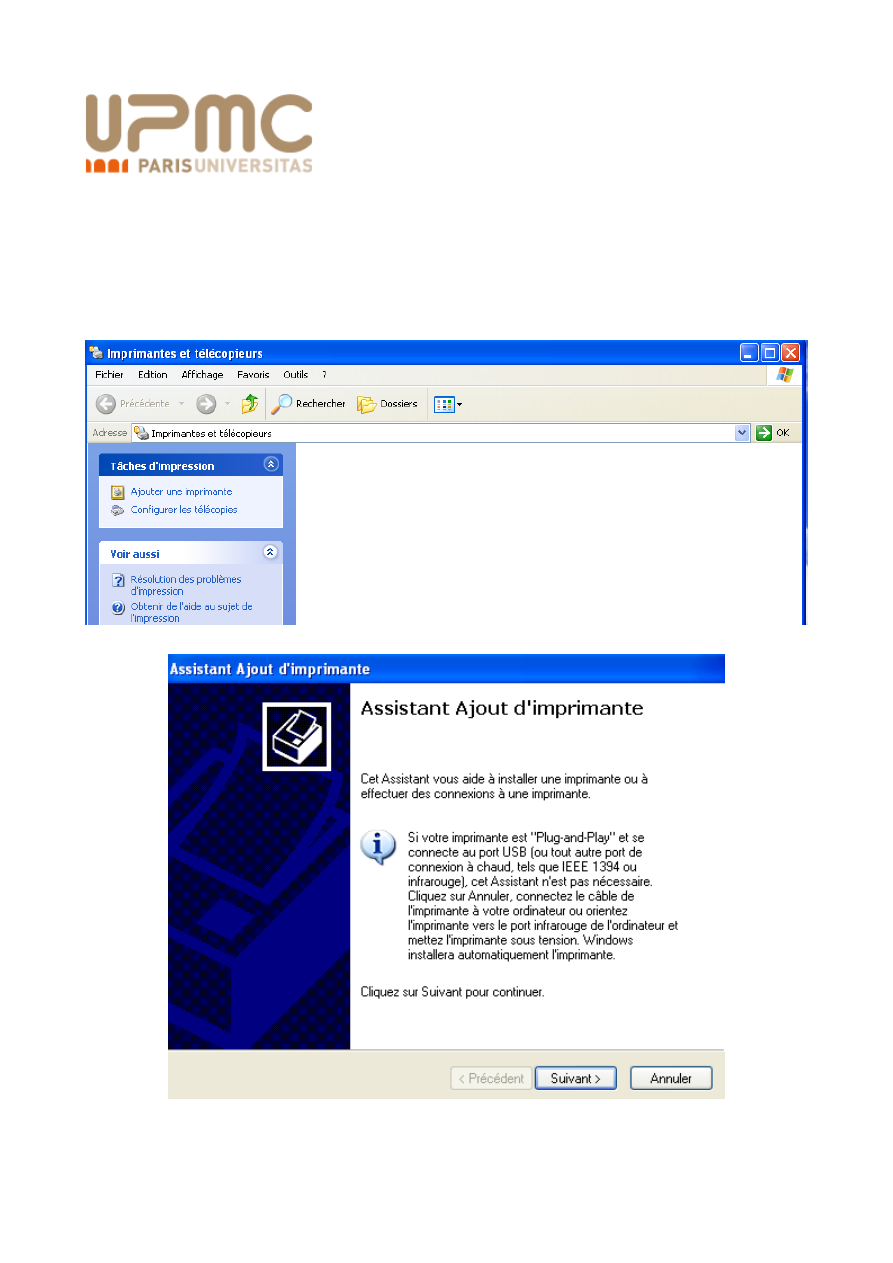 UPMC
PARISUNIVERSITAS
Imprimantes et télécopieurs
Fichier Edition Affichage Favoris Outils ?
Précédente Rechercher Dossiers
Adresse Imprimantes et télécopieurs OK
Tâches d'impression
Ajouter une imprimante
Configurer les télécopies
Voir aussi
Résolution des problèmes
d'impression
Obtenir de l'aide au sujet de
l'impression
Assistant Ajout d'imprimante
Assistant Ajout d'imprimante
Cet Assistant vous aide à installer une imprimante ou à
effectuer des connexions à une imprimante.
Si votre imprimante est "Plug-and-Play" et se
connecte au port USB (ou tout autre port de
connexion à chaud, tels que IEEE 1394 ou
infrarouge), cet Assistant n'est pas nécessaire.
Cliquez sur Annuler, connectez le câble de
l'imprimante à votre ordinateur ou orientez
l'imprimante vers le port infrarouge de l'ordinateur et
mettez l'imprimante sous tension. Windows
installera automatiquement l'imprimante.
Cliquez sur Suivant pour continuer.
< Précédent Suivant > Annuler